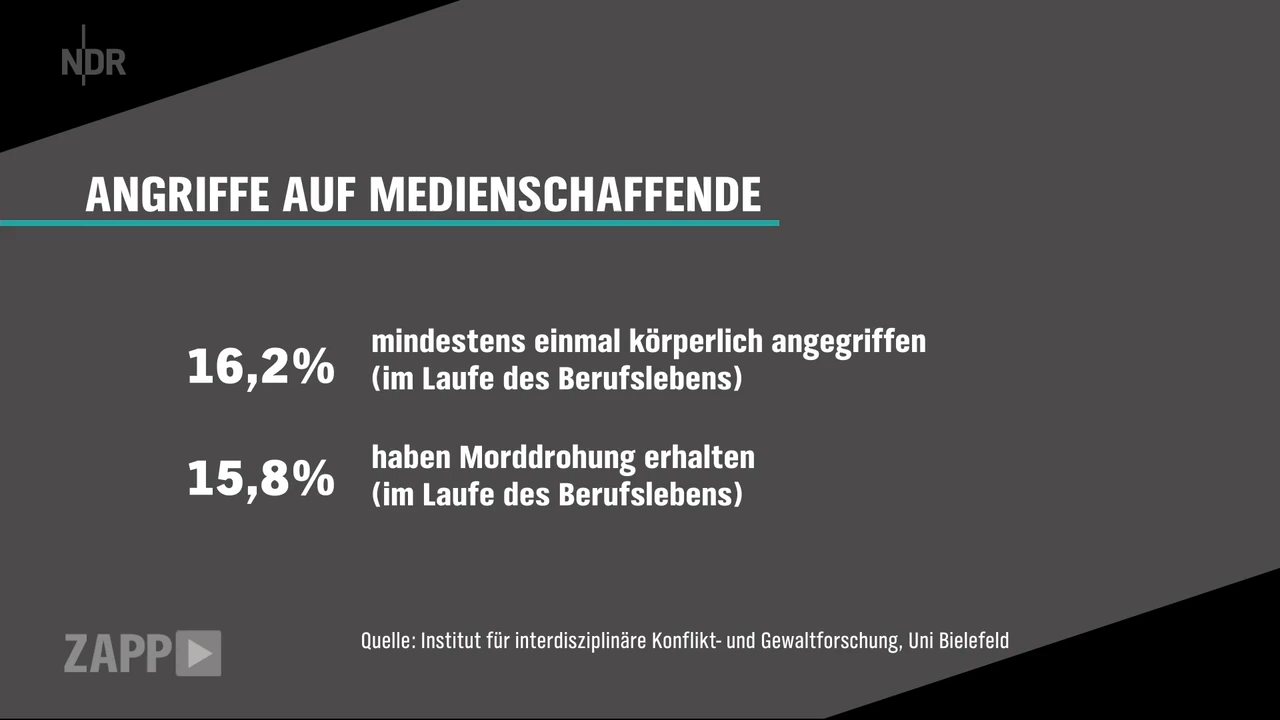 NDR
ANGRIFFE AUF MEDIENSCHAFFENDE
16,2%
mindestens einmal körperlich angegriffen
(im Laufe des Berufslebens)
15,8%
haben Morddrohung erhalten
(im Laufe des Berufslebens)
ZAPP
Quelle: Institut für interdisziplinäre Konflikt- und Gewaltforschung, Uni Bielefeld